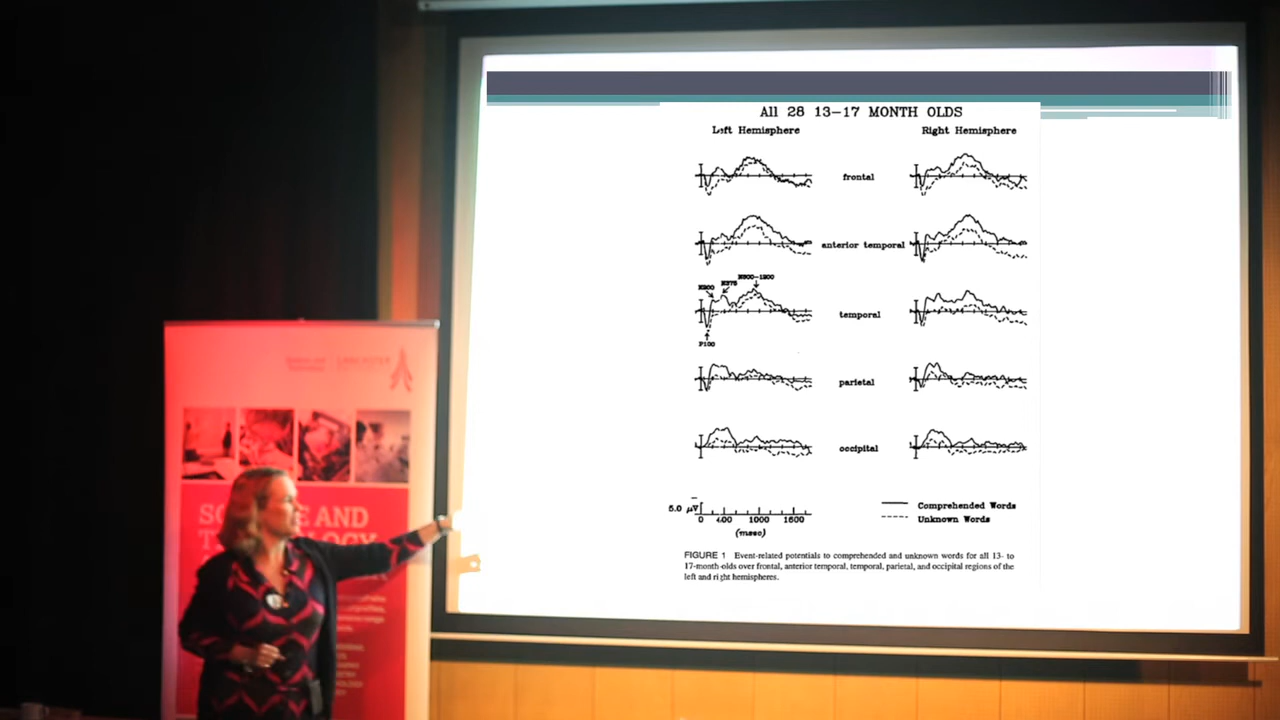 All 28 13-17 MONTH OLDS
Left Hemisphere
Right Hemisphere
frontal
anterior temporal
N200
N375
N600-1200
temporal
P100
parietal
occipital
5.0 μV
0 400 1000 1600
(msec)
Comprehended Words
Unknown Words
FIGURE 1 Event-related potentials to comprehended and unknown words for all 13- to
17-month-olds over frontal, anterior temporal, temporal, parietal, and occipital regions of the
left and right hemispheres.
LANCASTER
AND